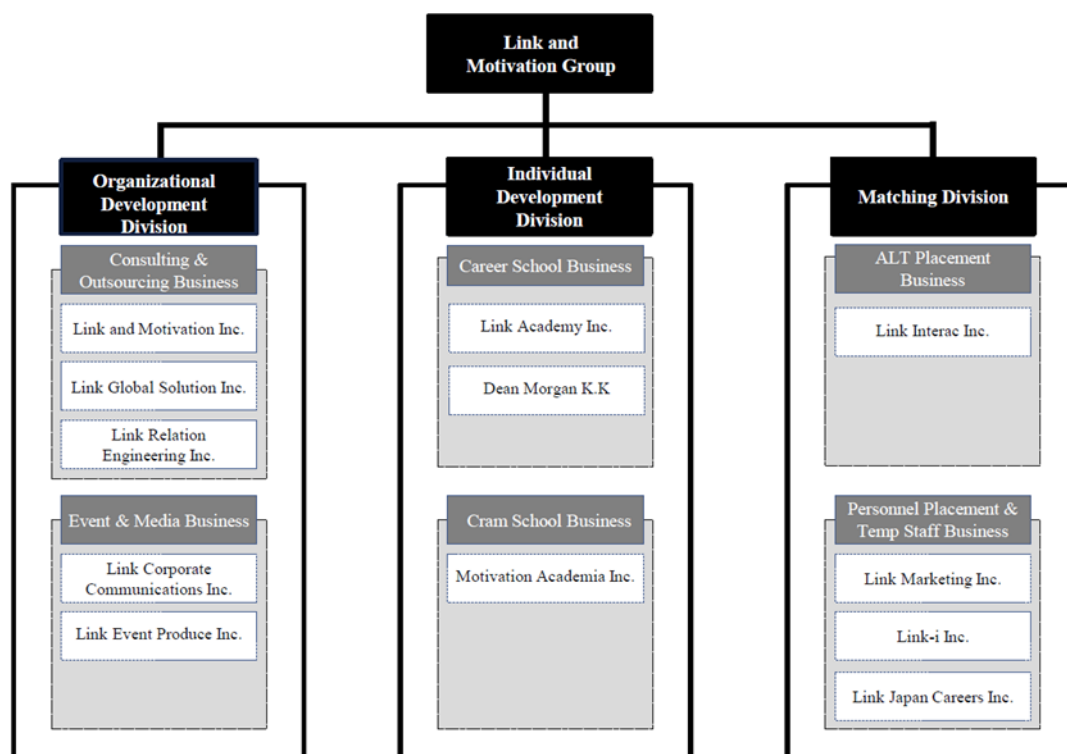 Link and
Motivation Group
Organizational
Development
Division
Consulting &
Outsourcing Business
Link and Motivation Inc.
Link Global Solution Inc.
Link Relation
Engineering Inc.
Event & Media Business
Link Corporate
Communications Inc.
Link Event Produce Inc.
Individual
Development
Division
Career School Business
Link Academy Inc.
Dean Morgan K.K
Cram School Business
Motivation Academia Inc.
Matching Division
ALT Placement
Business
Link Interac Inc.
Personnel Placement &
Temp Staff Business
Link Marketing Inc.
Link-i Inc.
Link Japan Careers Inc.